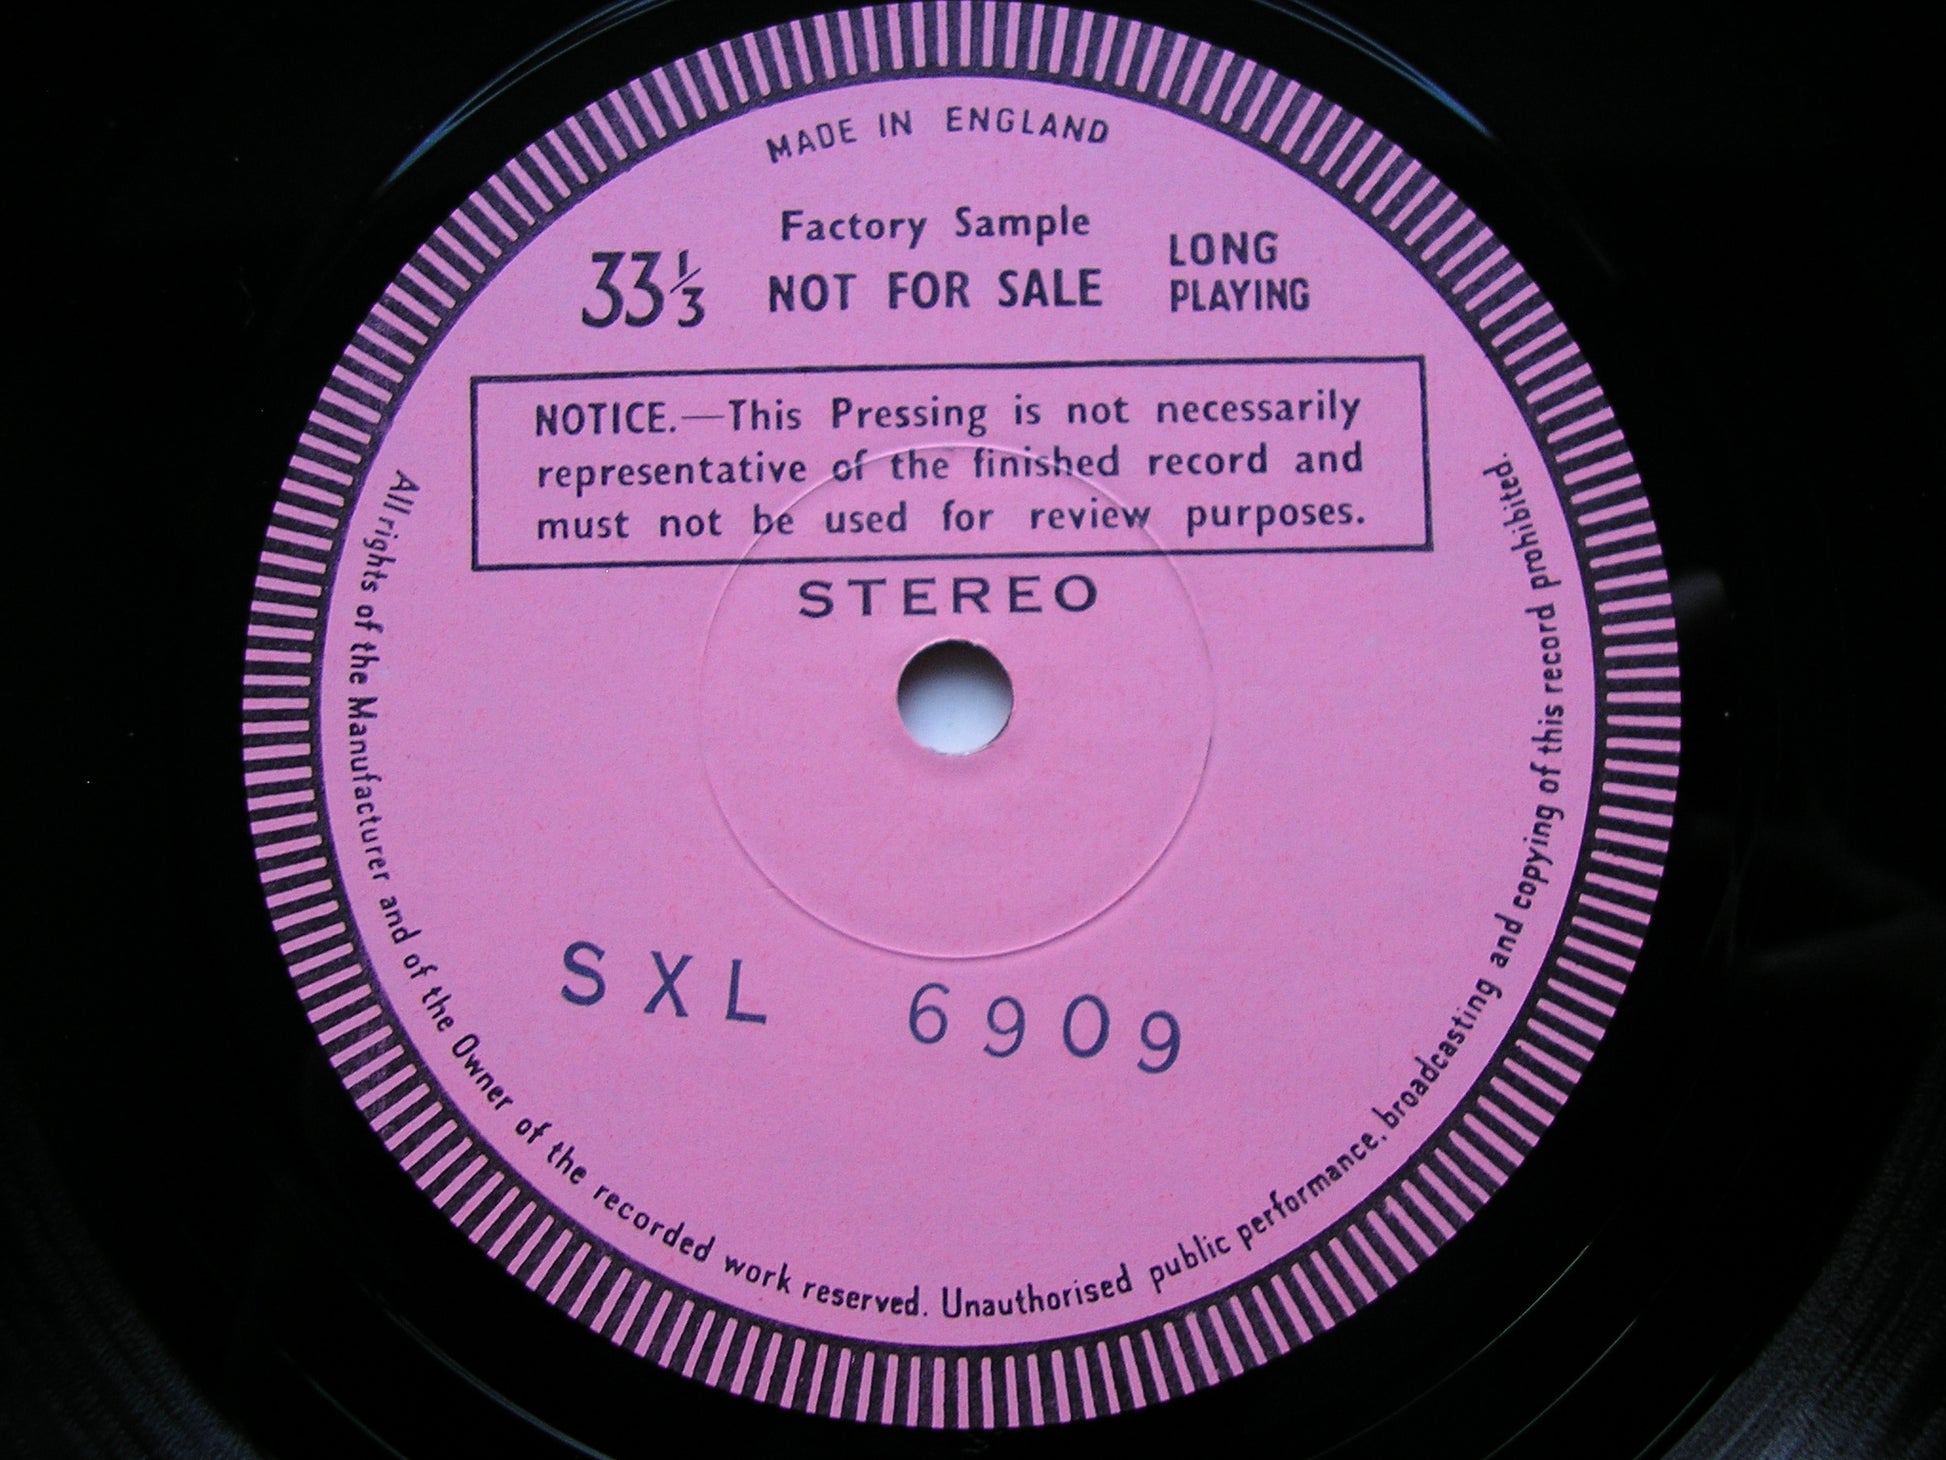 MADE IN ENGLAND
Factory Sample
33 1/3
NOT FOR SALE
LONG
PLAYING
NOTICE.—This Pressing is not necessarily
representative of the finished record and
must not be used for review purposes.
STEREO
SXL 6909
All rights of the Manufacturer and of the Owner of the recorded work reserved. Unauthorised public performance, broadcasting and copying of this record prohibited.